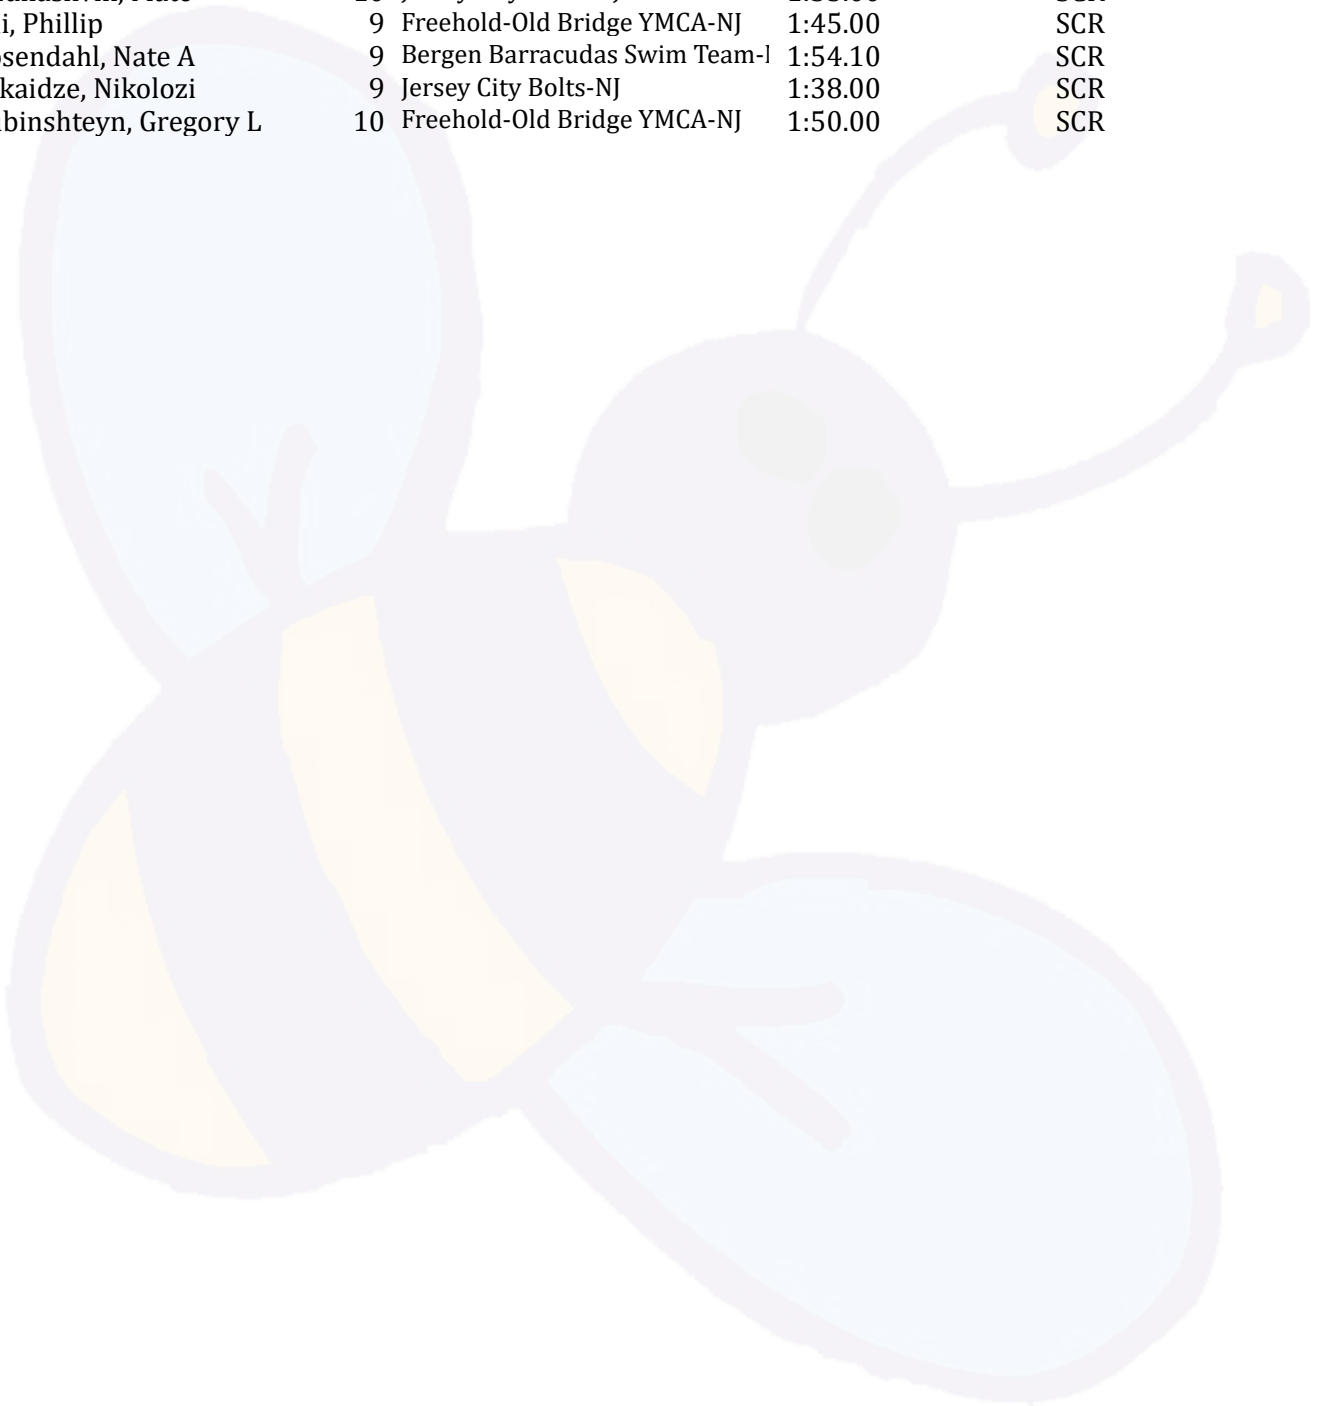 i, Phillip 9 Freehold-Old Bridge YMCA-NJ 1:45.00 SCR
sendahl, Nate A 9 Bergen Barracudas Swim Team- 1:54.10 SCR
kaidze, Nikolozi 9 Jersey City Bolts-NJ 1:38.00 SCR
binshteyn, Gregory L 10 Freehold-Old Bridge YMCA-NJ 1:50.00 SCR